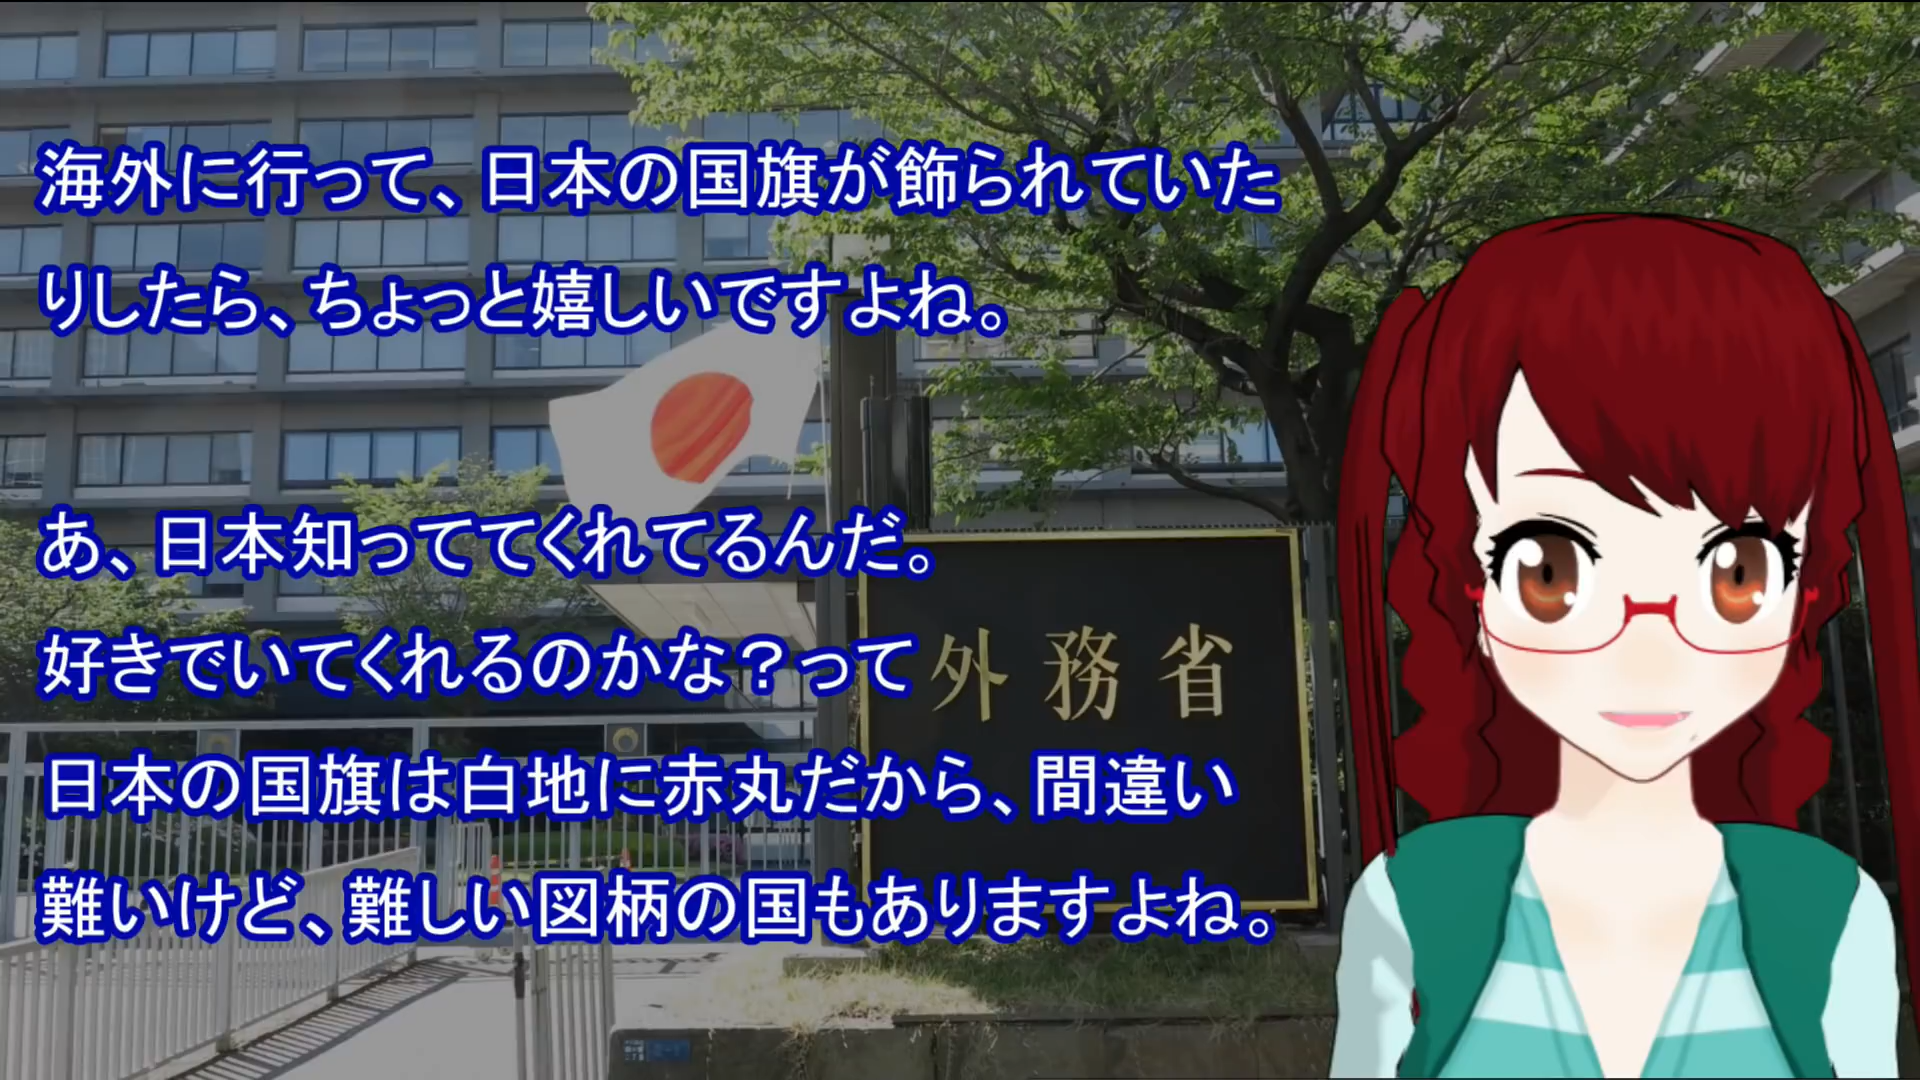 海外に行って、日本の国旗が飾られていた
りしたら、ちょっと嬉しいですよね。
あ、日本知っててくれてるんだ。
好きでいてくれるのかな？って
外務省
日本の国旗は白地に赤丸だから、間違い
難いけど、難しい図柄の国もありますよね。